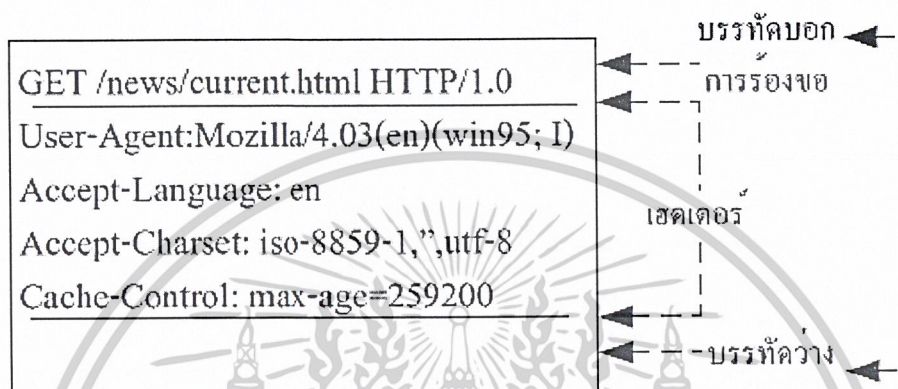 บรรทัดบอก
การร้องขอ
GET /news/current.html HTTP/1.0
User-Agent:Mozilla/4.03(en)(win95; I)
Accept-Language: en
เฮดเดอร์
Accept-Charset: iso-8859-1,”,utf-8
Cache-Control: max-age=259200
บรรทัดว่าง